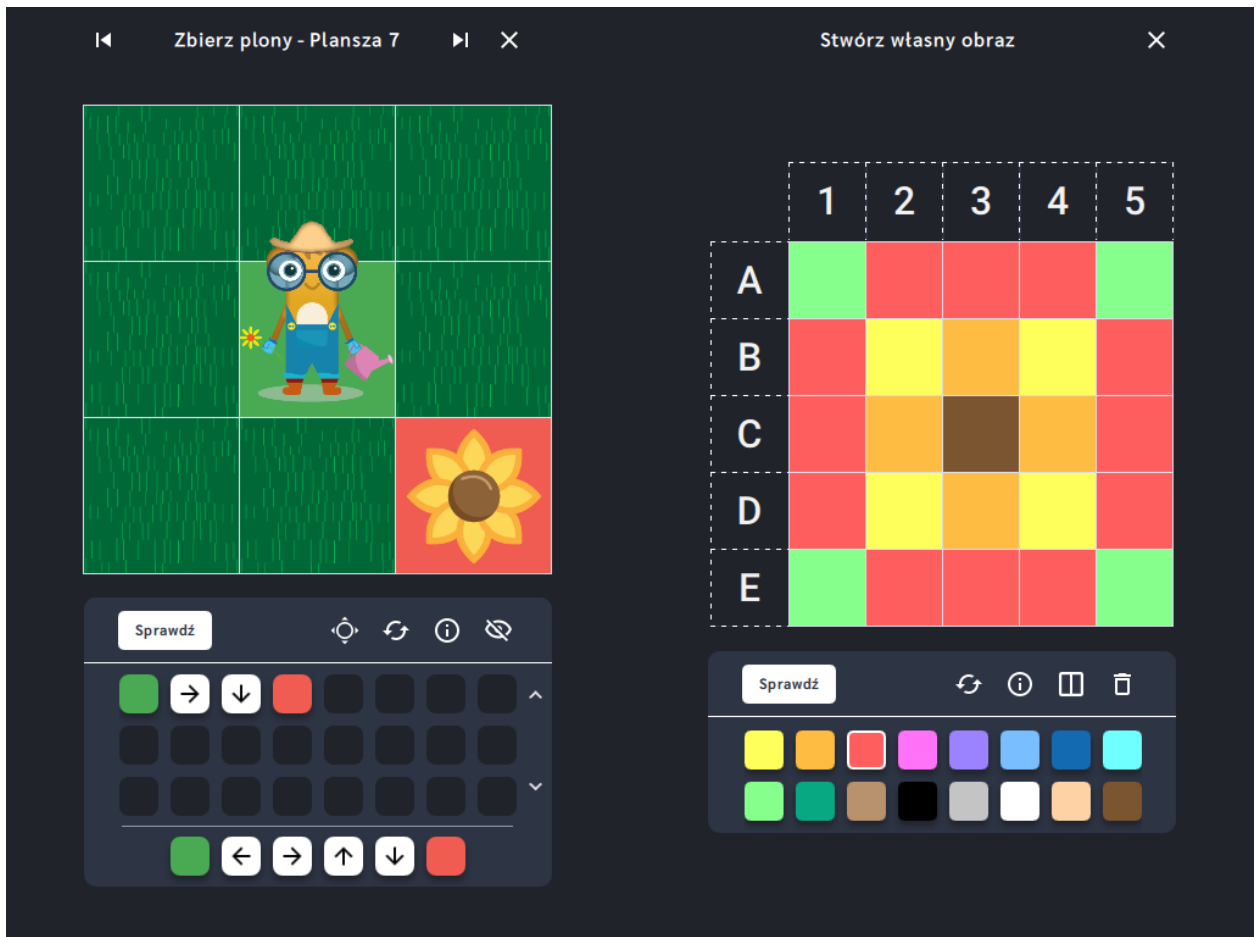 Zbierz plony - Plansza 7
Sprawdź
Stwórz własny obraz
1 2 3 4 5
A
B
C
D
E
Sprawdź